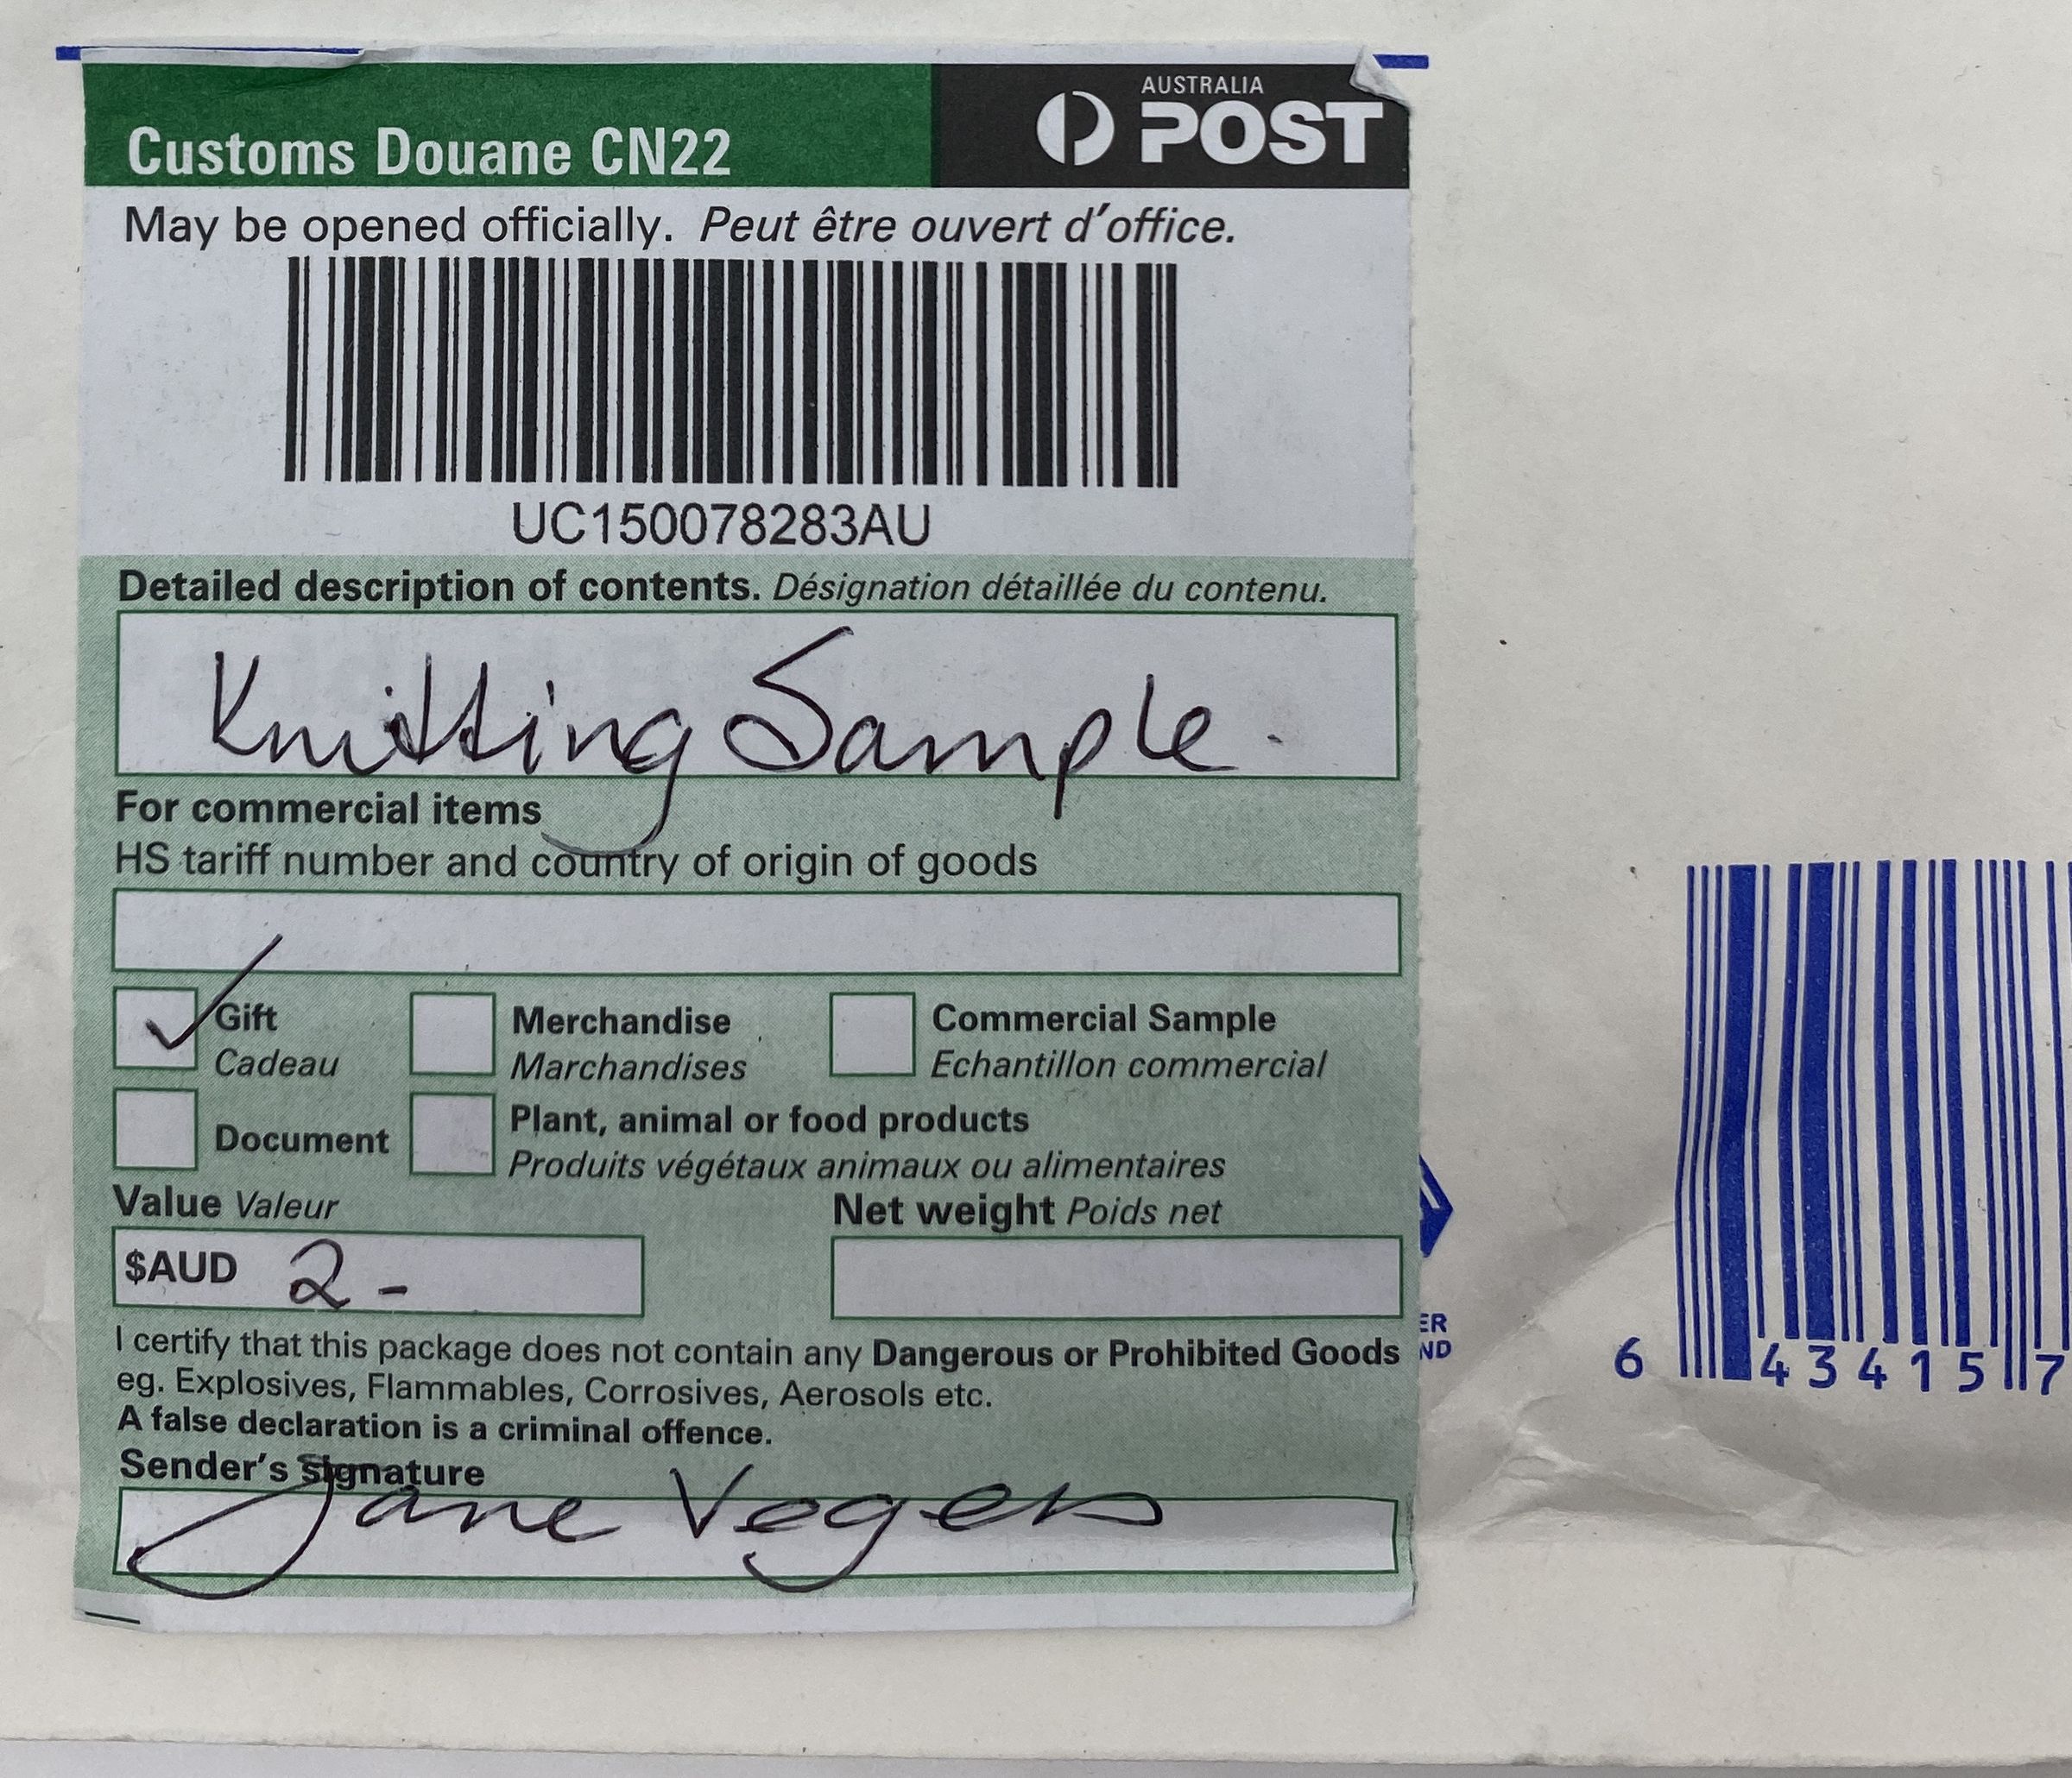 AUSTRALIA
POST
Customs Douane CN22
May be opened officially. Peut être ouvert d'office.
UC150078283AU
Detailed description of contents. Désignation détaillée du contenu.
Knitting Sample.
For commercial items
HS tariff number and country of origin of goods
Gift
Cadeau
Merchandise
Marchandises
Commercial Sample
Echantillon commercial
Document
Plant, animal or food products
Produits végétaux animaux ou alimentaires
Value Valeur
Net weight Poids net
$AUD 2 -
I certify that this package does not contain any Dangerous or Prohibited Goods
eg. Explosives, Flammables, Corrosives, Aerosols etc.
A false declaration is a criminal offence.
Sender's Signature
Jane
6 43415 7